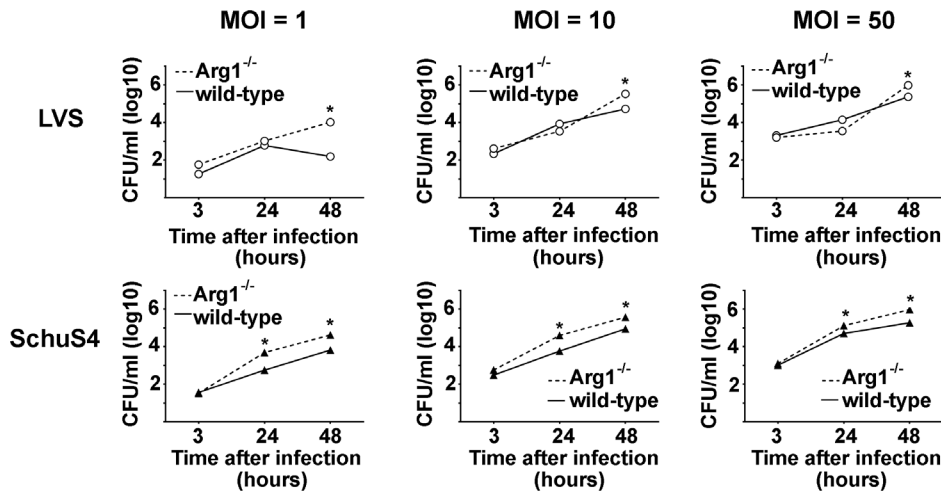 MOI = 1
MOI = 10
MOI = 50
LVS
CFU/ml (log10)
6
4
2
Arg1-/-
wild-type
*
3 24 48
Time after infection
(hours)
CFU/ml (log10)
6
4
2
Arg1-/-
wild-type
*
3 24 48
Time after infection
(hours)
CFU/ml (log10)
6
4
2
Arg1-/-
wild-type
*
3 24 48
Time after infection
(hours)
SchuS4
CFU/ml (log10)
6
4
2
Arg1-/-
wild-type
* *
3 24 48
Time after infection
(hours)
CFU/ml (log10)
6
4
2
* *
Arg1-/-
wild-type
3 24 48
Time after infection
(hours)
CFU/ml (log10)
6
4
2
* *
Arg1-/-
wild-type
3 24 48
Time after infection
(hours)